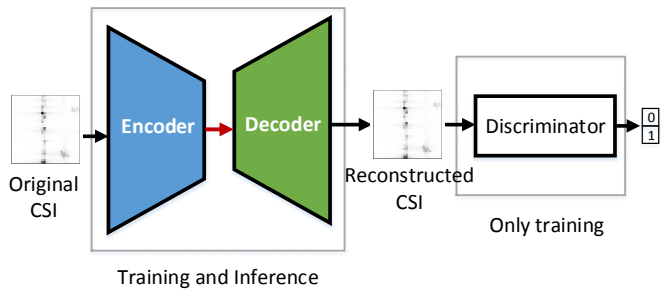 Original
CSI
Encoder
Decoder
Reconstructed
CSI
Discriminator
0
1
Training and Inference
Only training